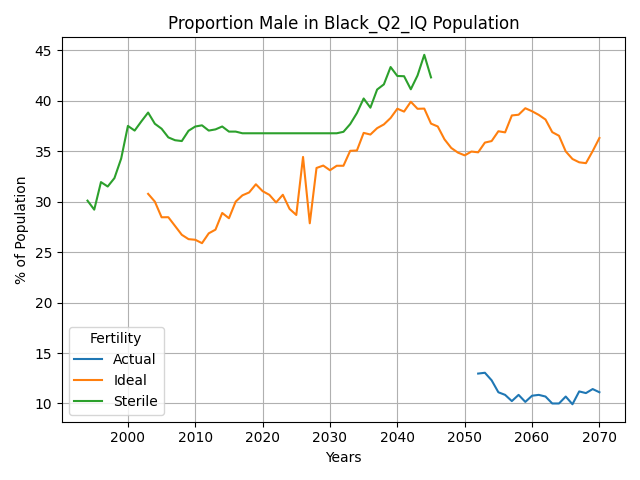 Proportion Male in Black_Q2_IQ Population
% of Population
45
40
35
30
25
20
15
10
Fertility
Actual
Ideal
Sterile
2000 2010 2020 2030 2040 2050 2060 2070
Years